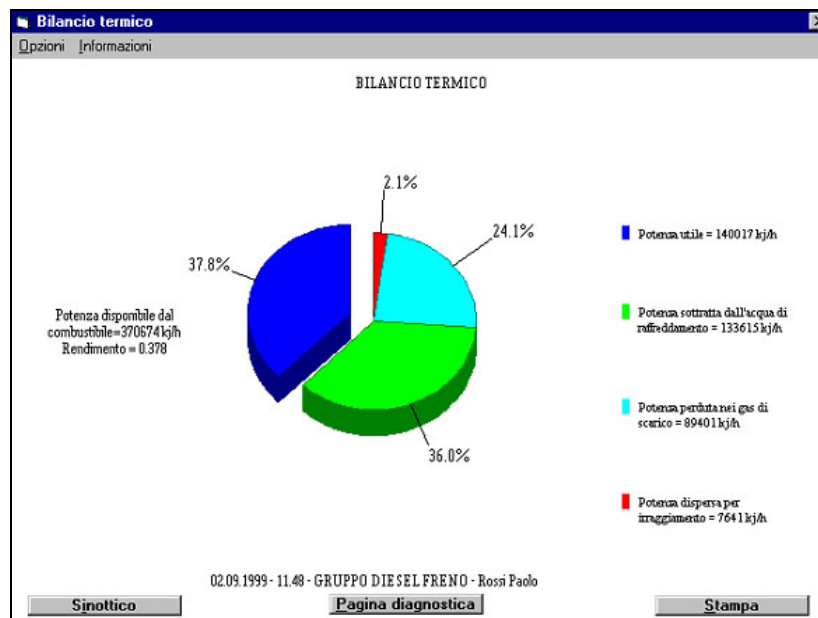 Bilancio termico
Opzioni Informazioni
BILANCIO TERMICO
2.1%
24.1%
37.8%
36.0%
Potenza disponibile dal
combustibile=370674 kj/h
Rendimento = 0.378
Potenza utile = 140017 kj/h
Potenza sottratta dall'acqua di
raffreddamento = 133615 kj/h
Potenza perduta nei gas di
scarico = 89401 kj/h
Potenza dispersa per
irraggiamento = 7641 kj/h
02.09.1999 - 11.48 - GRUPPO DIESEL FRENO - Rossi Paolo
Sinottico
Pagina diagnostica
Stampa